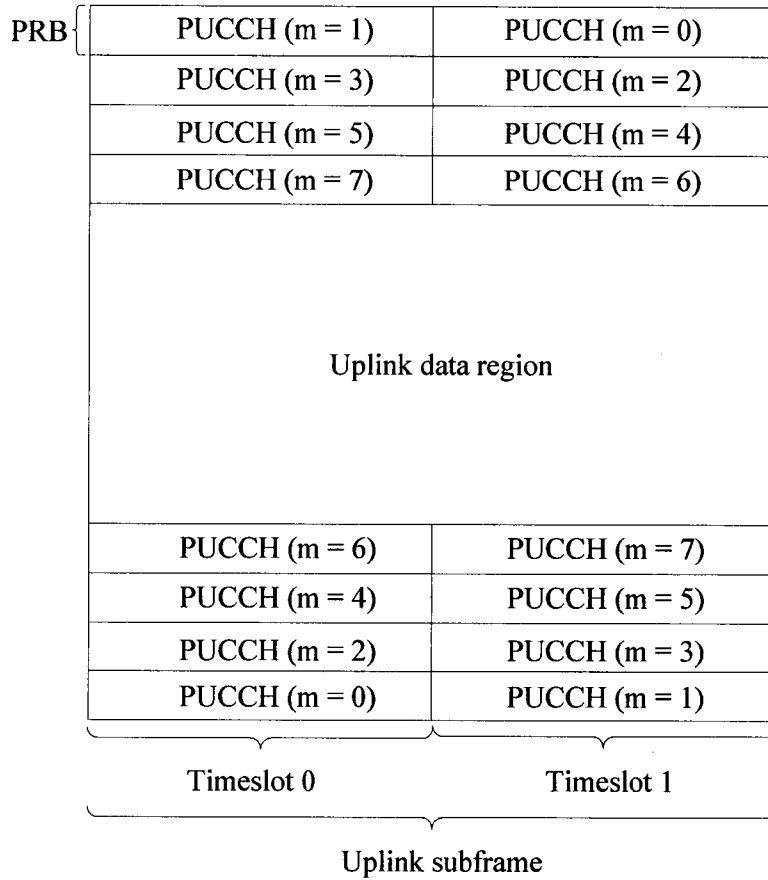 PRB
PUCCH (m = 1) PUCCH (m = 0)
PUCCH (m = 3) PUCCH (m = 2)
PUCCH (m = 5) PUCCH (m = 4)
PUCCH (m = 7) PUCCH (m = 6)
Uplink data region
PUCCH (m = 6) PUCCH (m = 7)
PUCCH (m = 4) PUCCH (m = 5)
PUCCH (m = 2) PUCCH (m = 3)
PUCCH (m = 0) PUCCH (m = 1)
Timeslot 0 Timeslot 1
Uplink subframe